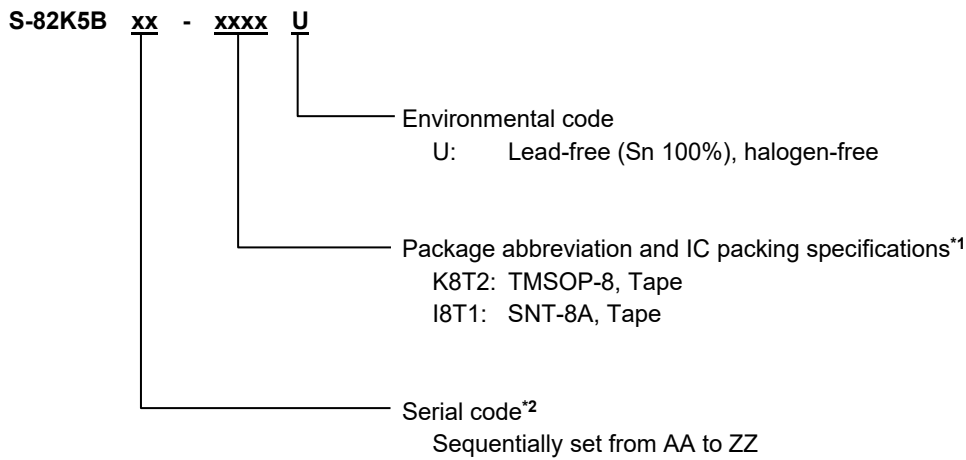 S-82K5B xx - xxxx U
Environmental code
U: Lead-free (Sn 100%), halogen-free
Package abbreviation and IC packing specifications*1
K8T2: TMSOP-8, Tape
I8T1: SNT-8A, Tape
Serial code*2
Sequentially set from AA to ZZ